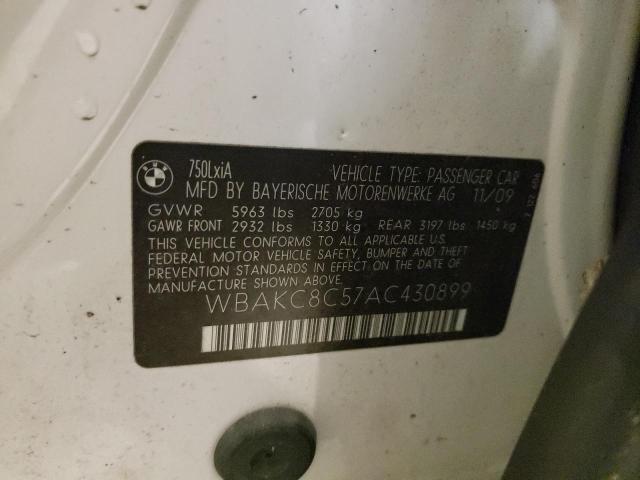 BMW
750LxiA
VEHICLE TYPE: PASSENGER CAR
MFD BY BAYERISCHE MOTORENWERKE AG 11/09
GVWR 5963 lbs 2705 kg
GAWR FRONT 2932 lbs 1330 kg REAR 3197 lbs 1450 kg
THIS VEHICLE CONFORMS TO ALL APPLICABLE U.S.
FEDERAL MOTOR VEHICLE SAFETY, BUMPER AND THEFT
PREVENTION STANDARDS IN EFFECT ON THE DATE OF
MANUFACTURE SHOWN ABOVE.
WBAKC8C57AC430899